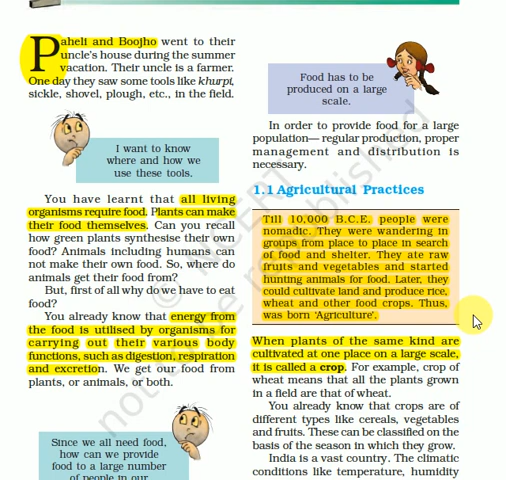 Paheli and Boojho went to their
uncle's house during the summer
vacation. Their uncle is a farmer.
One day they saw some tools like khurpi,
sickle, shovel, plough, etc., in the field.
I want to know
where and how we
use these tools.
You have learnt that all living
organisms require food. Plants can make
their food themselves. Can you recall
how green plants synthesise their own
food? Animals including humans can
not make their own food. So, where do
animals get their food from?
But, first of all why do we have to eat
food?
You already know that energy from
the food is utilised by organisms for
carrying out their various body
functions, such as digestion, respiration
and excretion. We get our food from
plants, or animals, or both.
Since we all need food,
how can we provide
food to a large number
of people in our
Food has to be
produced on a large
scale.
In order to provide food for a large
population— regular production, proper
management and distribution is
necessary.
1.1 Agricultural Practices
Till 10,000 B.C.E. people were
nomadic. They were wandering in
groups from place to place in search
of food and shelter. They ate raw
fruits and vegetables and started
hunting animals for food. Later, they
could cultivate land and produce rice,
wheat and other food crops. Thus,
was born 'Agriculture'.
When plants of the same kind are
cultivated at one place on a large scale,
it is called a crop. For example, crop of
wheat means that all the plants grown
in a field are that of wheat.
You already know that crops are of
different types like cereals, vegetables
and fruits. These can be classified on the
basis of the season in which they grow.
India is a vast country. The climatic
conditions like temperature, humidity
© NCERT
not to be republished